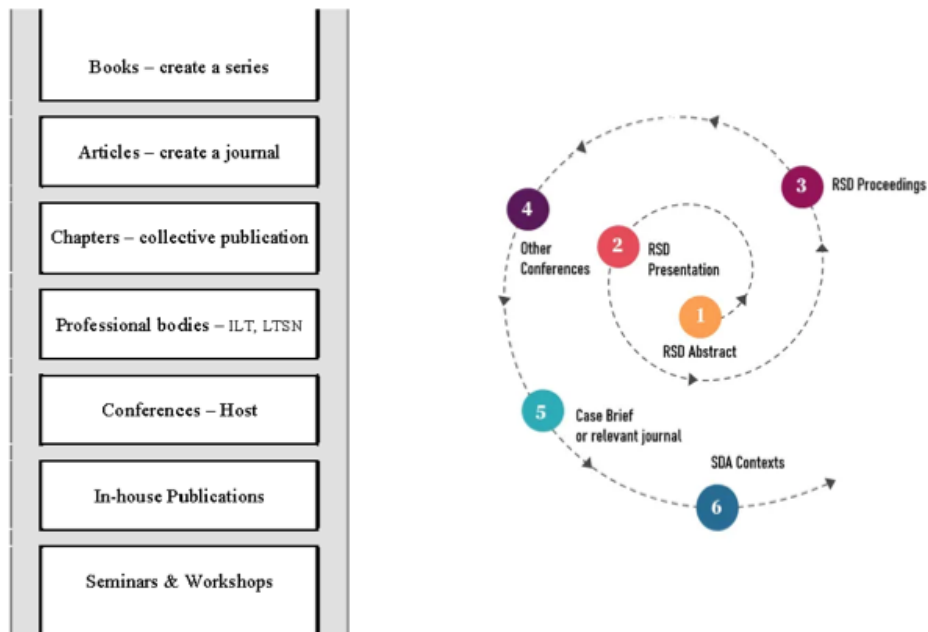 Books – create a series
Articles – create a journal
Chapters – collective publication
Professional bodies – ILT, LTSN
Conferences – Host
In-house Publications
Seminars & Workshops
3
RSD Proceedings
4
Other
Conferences
2
RSD
Presentation
1
RSD Abstract
5
Case Brief
or relevant journal
SDA Contexts
6